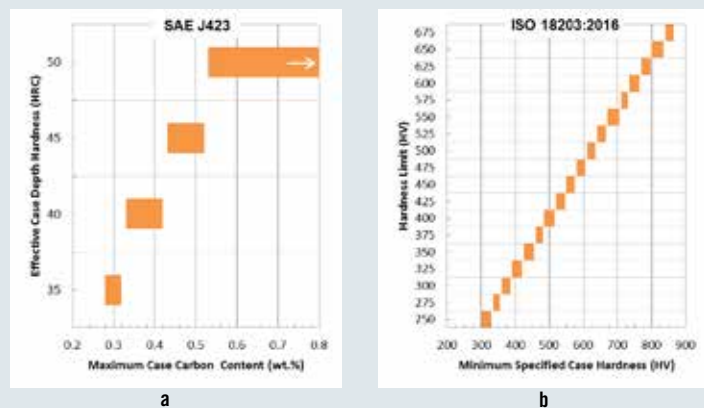 SAE J423
Effective Case Depth Hardness (HRC)
50
45
40
35
0.2 0.3 0.4 0.5 0.6 0.7 0.8
Maximum Case Carbon Content (wt.%)
a
ISO 18203:2016
Hardness Limit (HV)
675
650
625
600
575
550
525
500
475
450
425
400
375
350
325
300
275
250
200 300 400 500 600 700 800 900
Minimum Specified Case Hardness (HV)
b